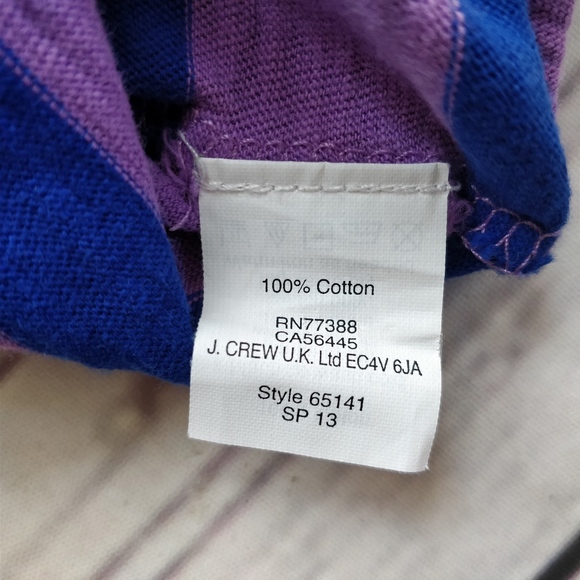 100% Cotton
RN77388
CA56445
J. CREW U.K. Ltd EC4V 6JA
Style 65141
SP 13